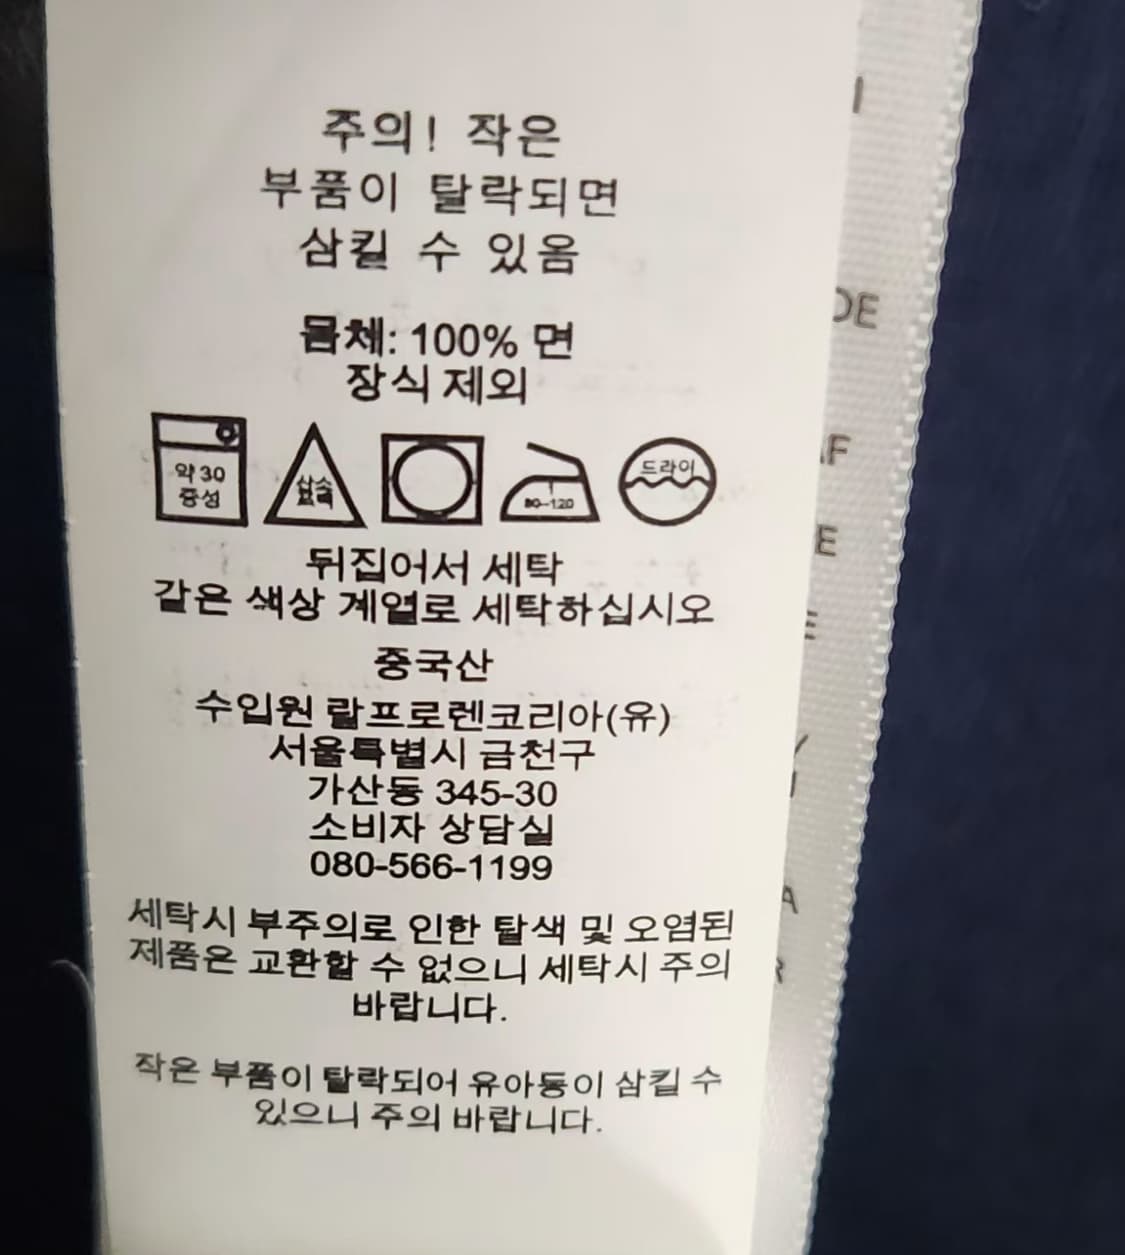 주의! 작은
부품이 탈락되면
삼킬 수 있옴
몸체: 100% 면
장식 제외
약 30
중성
80-120
드라이
뒤집어서 세탁
같은 색상 계열로 세탁하십시오
중국산
수입원 랄프로렌코리아(유)
서울특별시 금천구
가산동 345-30
소비자 상담실
080-566-1199
세탁시 부주의로 인한 탈색 및 오염된
제품은 교환할 수 없으니 세탁시 주의
바랍니다.
작은 부품이 탈락되어 유아동이 삼킬 수
있으니 주의 바랍니다.